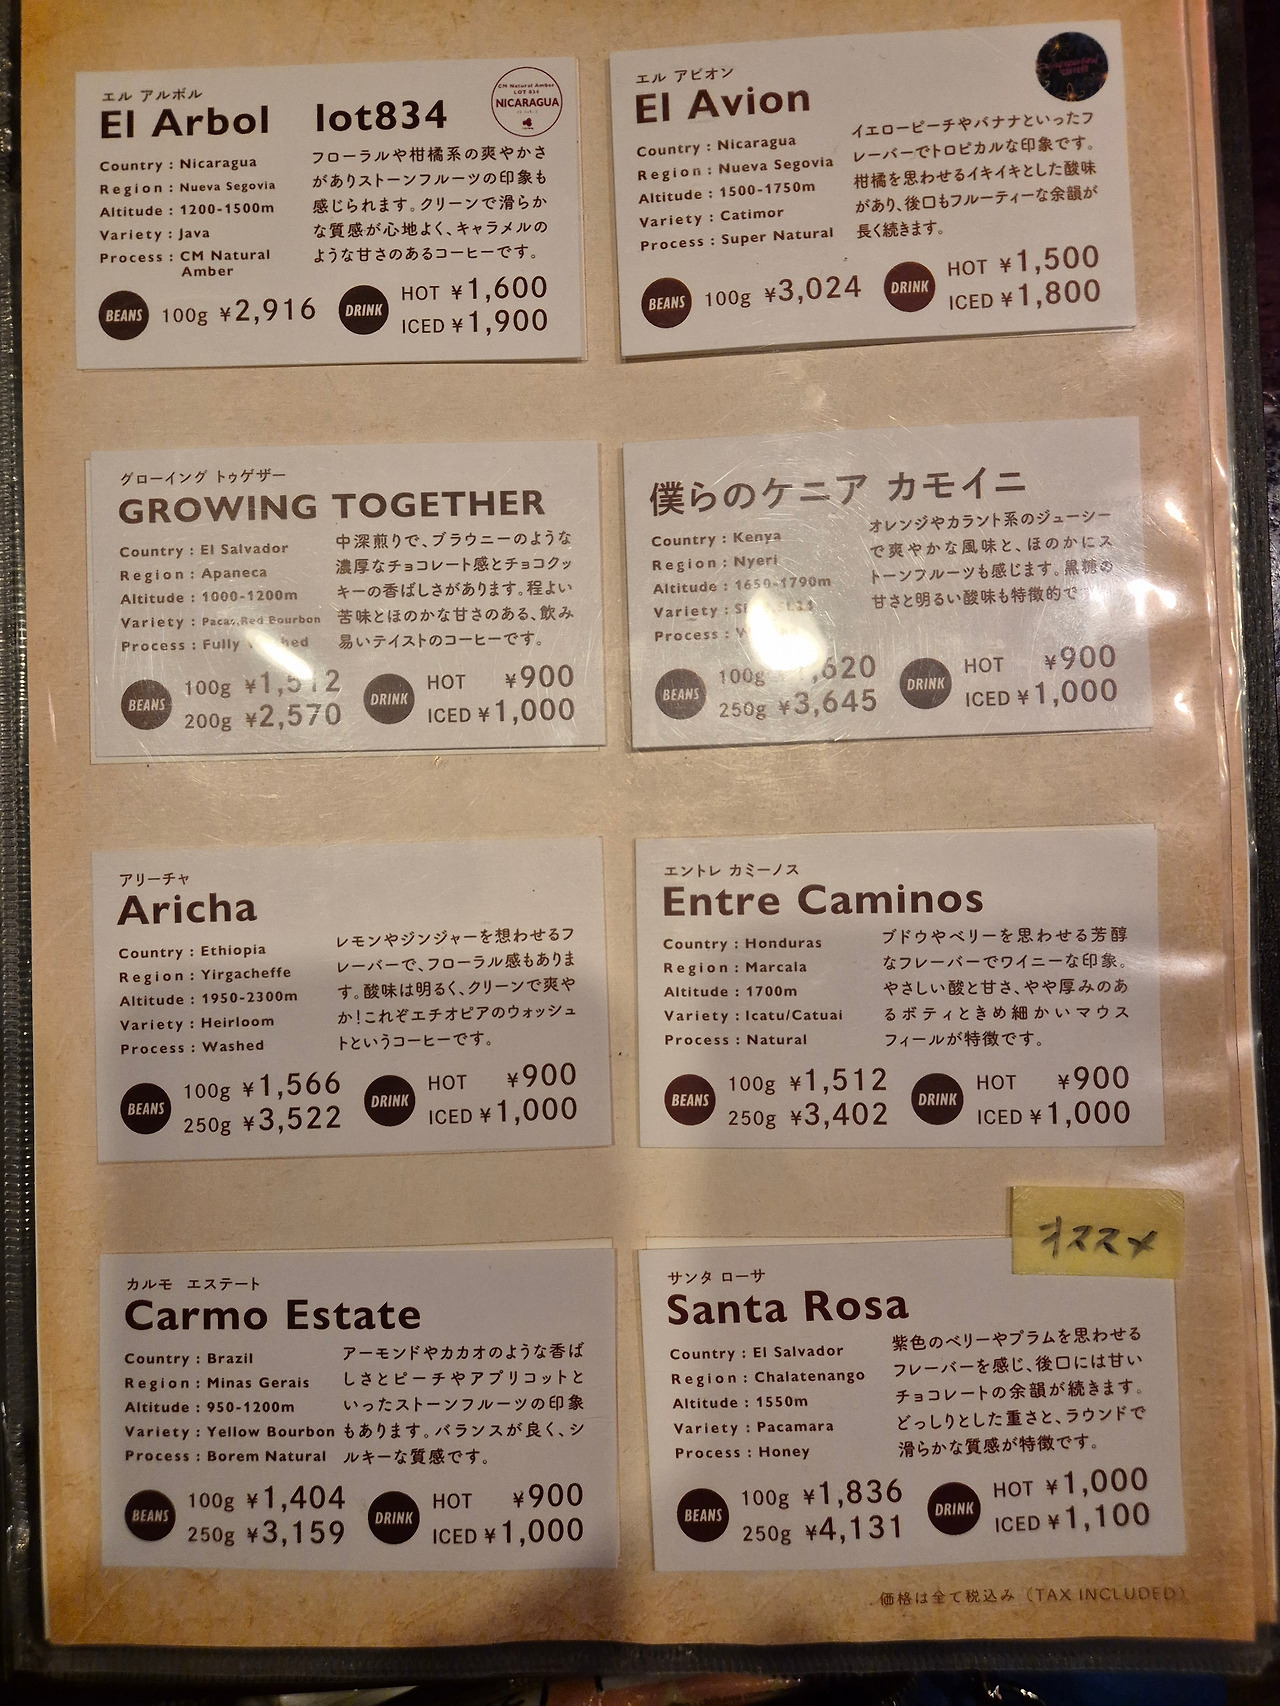 エル アルボル
El Arbol lot834
CM Natural Amber
LOT 834
NICARAGUA
Country : Nicaragua
Region : Nueva Segovia
Altitude : 1200-1500m
Variety : Java
Process : CM Natural
Amber
フローラルや柑橘系の爽やかさ
がありストーンフルーツの印象も
感じられます。クリーンで滑らか
な質感が心地よく、キャラメルの
ような甘さのあるコーヒーです。
BEANS 100g ¥2,916
DRINK HOT ¥1,600
ICED ¥1,900
エル アビオン
El Avion
Country : Nicaragua
Region : Nueva Segovia
Altitude : 1500-1750m
Variety : Catimor
Process : Super Natural
イエローピーチやバナナといったフ
レーバーでトロピカルな印象です。
柑橘を思わせるイキイキとした酸味
があり、後口もフルーティーな余韻が
長く続きます。
BEANS 100g ¥3,024
DRINK HOT ¥1,500
ICED ¥1,800
グローイング トゥゲザー
GROWING TOGETHER
Country : El Salvador
Region : Apaneca
Altitude : 1000-1200m
Variety : Pacas,Red Bourbon
Process : Fully
中深煎りで、ブラウニーのような
濃厚なチョコレート感とチョコクッ
キーの香ばしさがあります。程よい
苦味とほのかな甘さのある、飲み
易いテイストのコーヒーです。
BEANS 100g ¥1,512
200g ¥2,570
DRINK HOT ¥900
ICED ¥1,000
僕らのケニア カモイニ
Country : Kenya
Region : Nyeri
Altitude : 1650-1790m
Variety :
Process :
オレンジやカラント系のジューシー
で爽やかな風味と、ほのかにス
トーンフルーツも感じます。黒糖の
甘さと明るい酸味も特徴的で
BEANS 100g
250g ¥3,645
DRINK HOT ¥900
ICED ¥1,000
アリーチャ
Aricha
Country : Ethiopia
Region : Yirgacheffe
Altitude : 1950-2300m
Variety : Heirloom
Process : Washed
レモンやジンジャーを想わせるフ
レーバーで、フローラル感もありま
す。酸味は明るく、クリーンで爽や
か！これぞエチオピアのウォッシュ
トというコーヒーです。
BEANS 100g ¥1,566
250g ¥3,522
DRINK HOT ¥900
ICED ¥1,000
エントレ カミーノス
Entre Caminos
Country : Honduras
Region : Marcala
Altitude : 1700m
Variety : Icatu/Catuai
Process : Natural
ブドウやベリーを思わせる芳醇
なフレーバーでワイニーな印象。
やさしい酸と甘さ、やや厚みのあ
るボティときめ細かいマウス
フィールが特徴です。
BEANS 100g ¥1,512
250g ¥3,402
DRINK HOT ¥900
ICED ¥1,000
カルモ エステート
Carmo Estate
Country : Brazil
Region : Minas Gerais
Altitude : 950-1200m
Variety : Yellow Bourbon
Process : Borem Natural
アーモンドやカカオのような香ば
しさとピーチやアプリコットと
いったストーンフルーツの印象
もあります。バランスが良く、シ
ルキーな質感です。
BEANS 100g ¥1,404
250g ¥3,159
DRINK HOT ¥900
ICED ¥1,000
オススメ
サンタ ローサ
Santa Rosa
Country : El Salvador
Region : Chalatenango
Altitude : 1550m
Variety : Pacamara
Process : Honey
紫色のベリーやプラムを思わせる
フレーバーを感じ、後口には甘い
チョコレートの余韻が続きます。
どっしりとした重さと、ラウンドで
滑らかな質感が特徴です。
BEANS 100g ¥1,836
250g ¥4,131
DRINK HOT ¥1,000
ICED ¥1,100
価格は全て税込み（TAX INCLUDED）